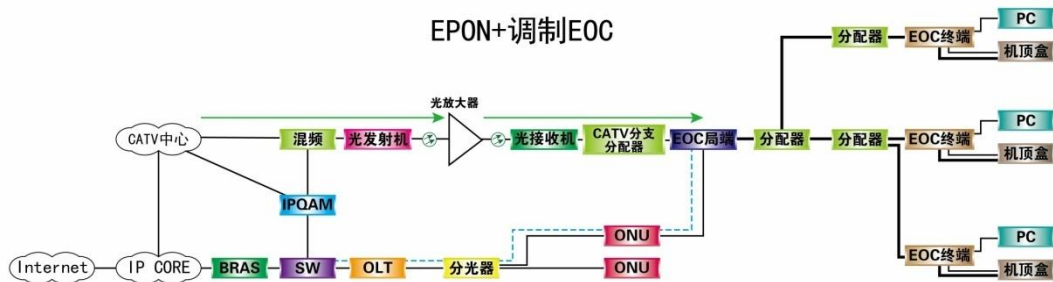 EPON+调制EOC
分配器
EOC终端
PC
机顶盒
光放大器
CATV中心
混频
光发射机
光接收机
CATV分支
分配器
EOC局端
分配器
分配器
EOC终端
PC
机顶盒
IPQAM
ONU
PC
Internet
IP CORE
BRAS
SW
OLT
分光器
ONU
EOC终端
机顶盒